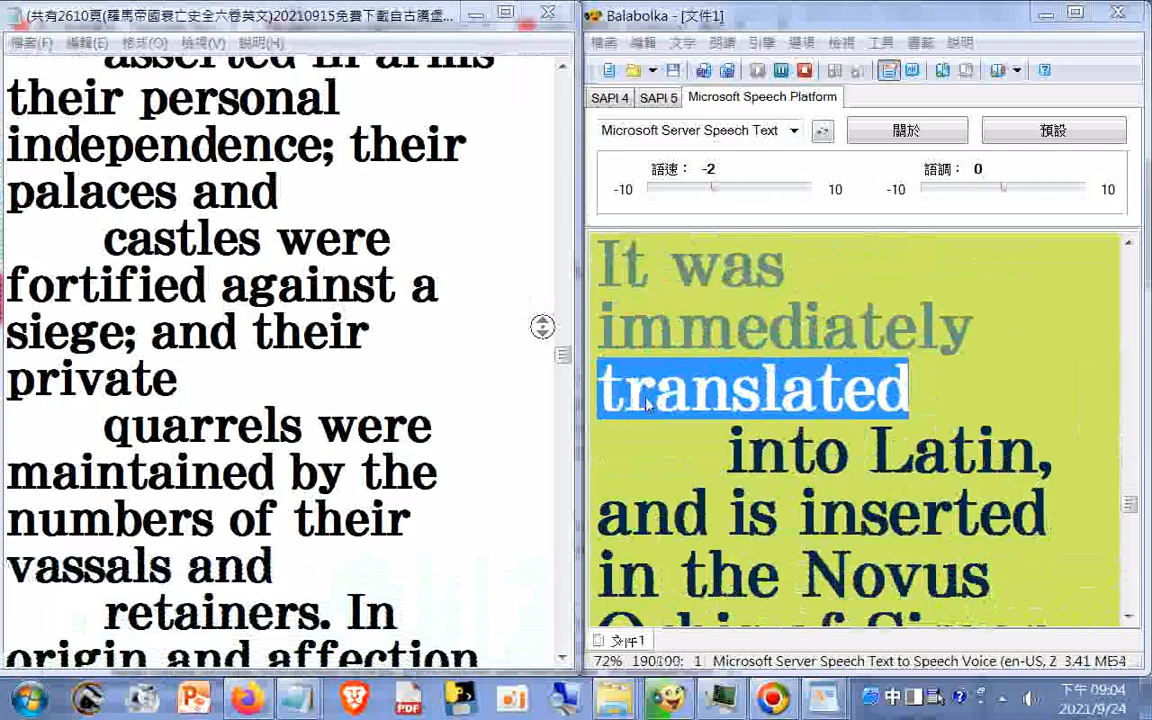 (共有2610頁(羅馬帝國衰亡史全六卷英文)20210915免費下載自古騰堡...
檔案(F) 編輯(E) 格式(O) 檢視(V) 說明(H)
asserted in arms
their personal
independence; their
palaces and
castles were
fortified against a
siege; and their
private
quarrels were
maintained by the
numbers of their
vassals and
retainers. In
origin and affection
Balabolka - [文件1]
檔案 編輯 文字 朗讀 引擎 選項 檢視 工具 書籤 說明
SAPI 4 SAPI 5 Microsoft Speech Platform
Microsoft Server Speech Text 關於 預設
語速： -2 語調： 0
-10 10 -10 10
It was
immediately
translated
into Latin,
and is inserted
in the Novus
文件1
72% 190100: 1 Microsoft Server Speech Text to Speech Voice (en-US, Z 3.41 ME54
中
下午 09:04
2021/9/24